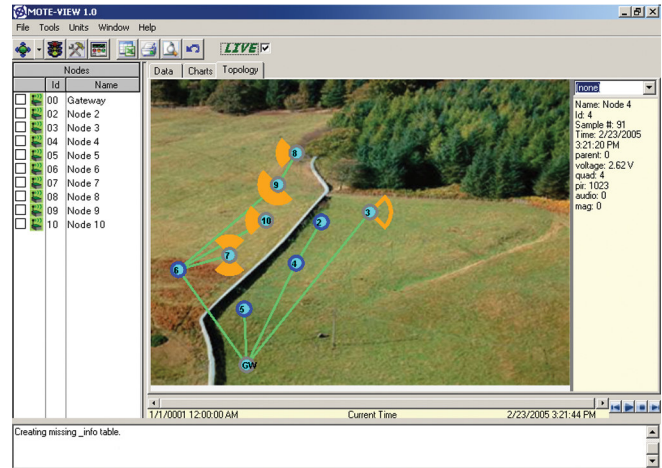 MOTE-VIEW 1.0
File Tools Units Window Help
LIVE
Nodes
Id Name
00 Gateway
02 Node 2
03 Node 3
04 Node 4
05 Node 5
06 Node 6
07 Node 7
08 Node 8
09 Node 9
10 Node 10
Data Charts Topology
8
9
10
2
3
7
6
4
5
GW
none
Name: Node 4
Id: 4
Sample #: 91
Time: 2/23/2005
3:21:20 PM
parent: 0
voltage: 2.62 V
quad: 4
pir: 1023
audio: 0
mag: 0
1/1/0001 12:00:00 AM Current Time 2/23/2005 3:21:44 PM
Creating missing _info table.